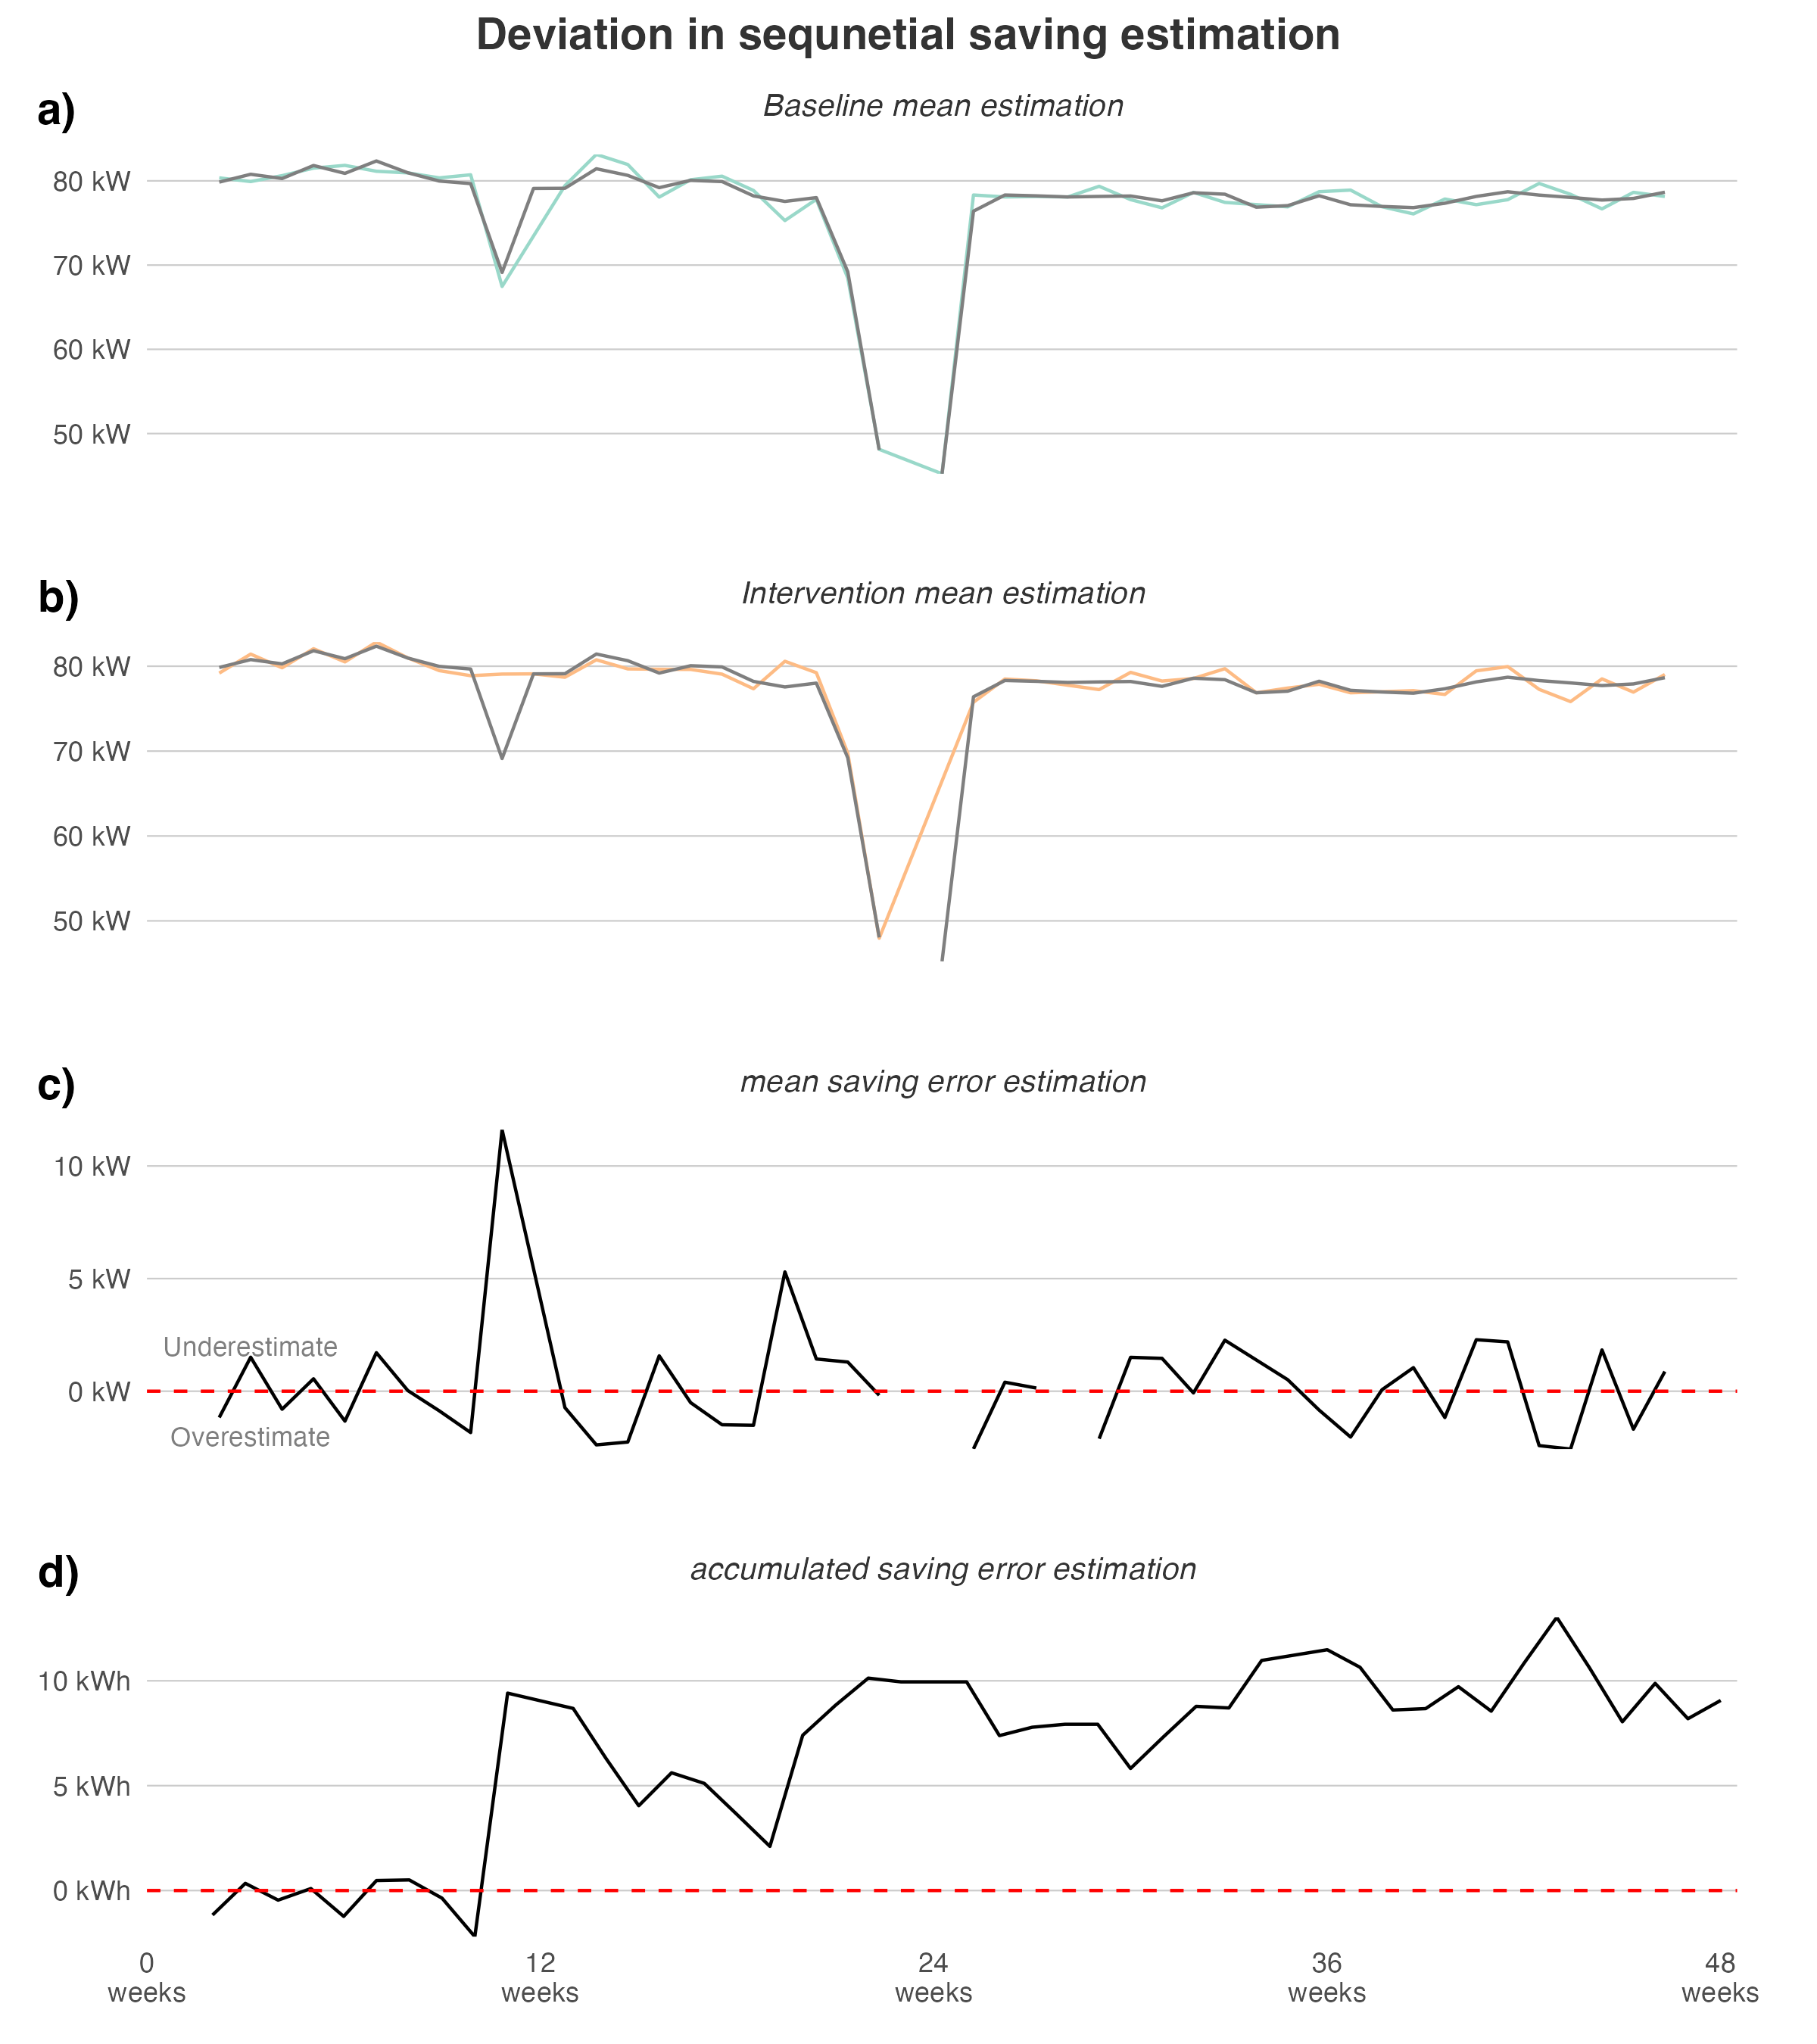 Deviation in sequnetial saving estimation
a)
Baseline mean estimation
80 kW
70 kW
60 kW
50 kW
b)
Intervention mean estimation
80 kW
70 kW
60 kW
50 kW
c)
mean saving error estimation
10 kW
5 kW
Underestimate
0 kW
Overestimate
d)
accumulated saving error estimation
10 kWh
5 kWh
0 kWh
0 12 24 36 48
weeks weeks weeks weeks weeks